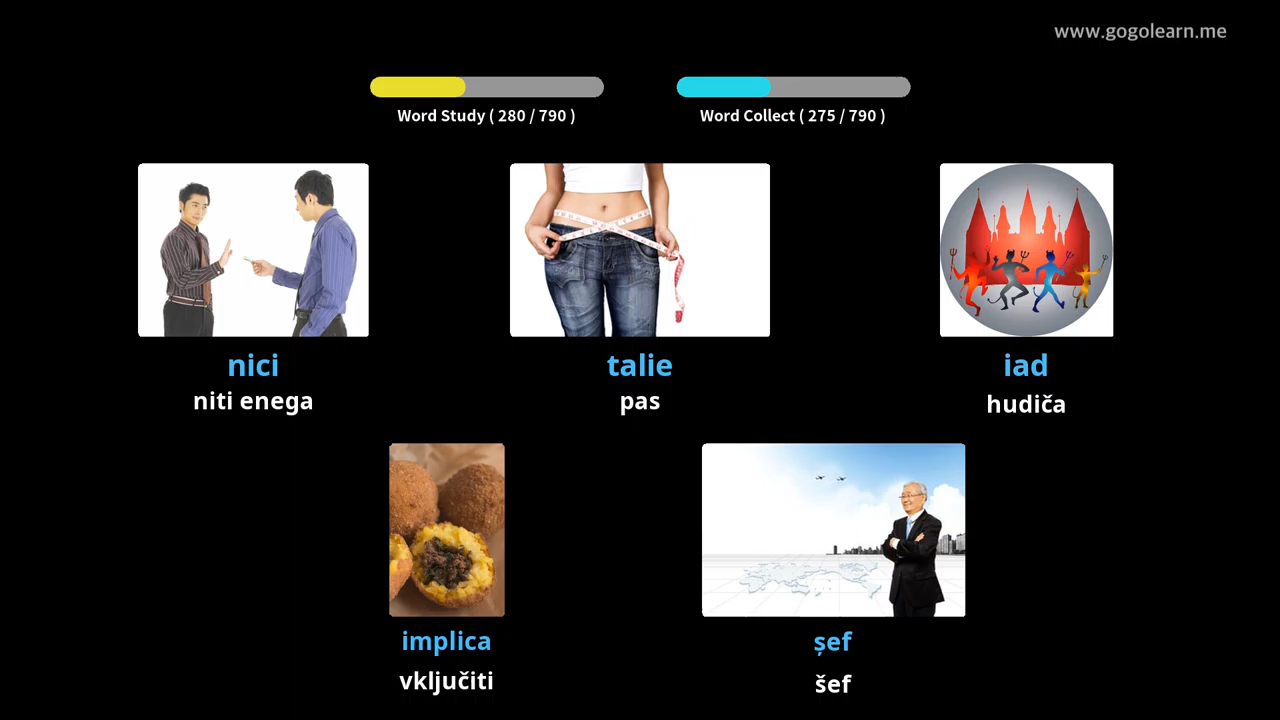 www.gogolearn.me
Word Study ( 280 / 790 )
Word Collect ( 275 / 790 )
nici
niti enega
talie
pas
iad
hudiča
implica
vključiti
șef
šef